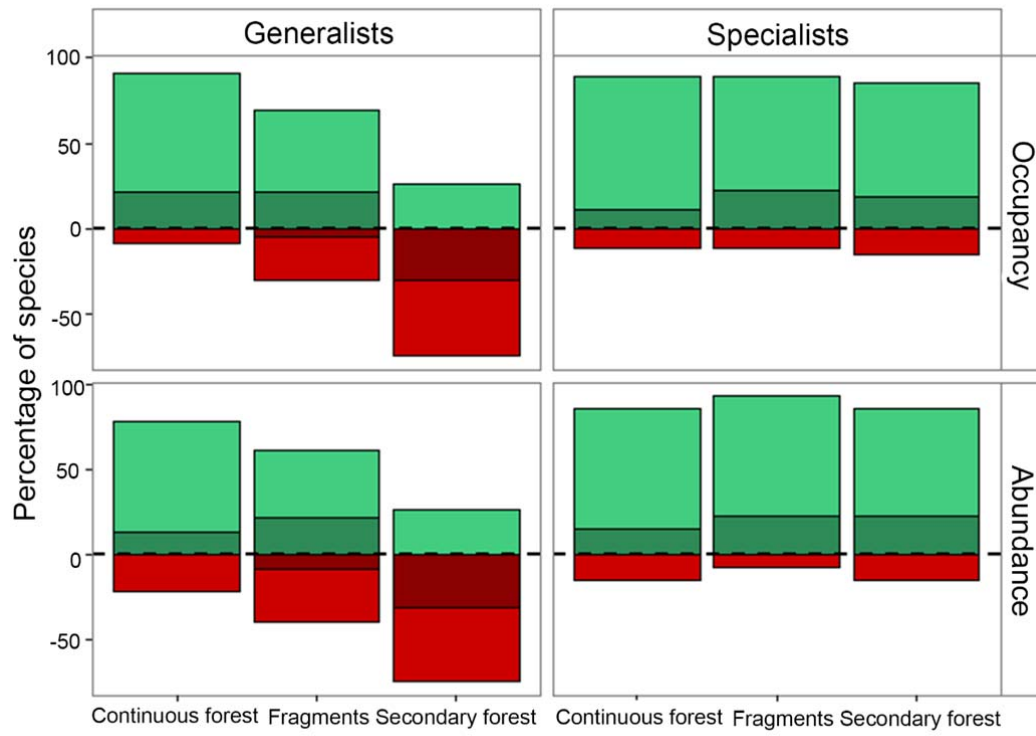 Generalists
Specialists
100
50
0
-50
Occupancy
Percentage of species
100
50
0
-50
Abundance
Continuous forest Fragments Secondary forest
Continuous forest Fragments Secondary forest